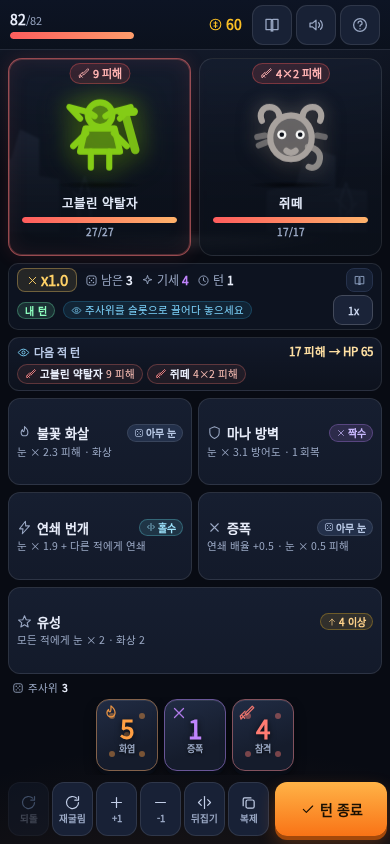 82/82
60
9 피해
4×2 피해
고블린 약탈자
쥐떼
27/27
17/17
x1.0 남은 3 기세 4 턴 1
내 턴 주사위를 슬롯으로 끌어다 놓으세요 1x
다음 적 턴 17 피해 → HP 65
고블린 약탈자 9 피해 쥐떼 4×2 피해
불꽃 화살 아무 눈
눈 × 2.3 피해 · 화상
마나 방벽 짝수
눈 × 3.1 방어도 · 1 회복
연쇄 번개 홀수
눈 × 1.9 + 다른 적에게 연쇄
증폭 아무 눈
연쇄 배율 +0.5 · 눈 × 0.5 피해
유성 4 이상
모든 적에게 눈 × 2 · 화상 2
주사위 3
5 1 4
화염 증폭 참격
되돌 재굴림 +1 -1 뒤집기 복제 턴 종료